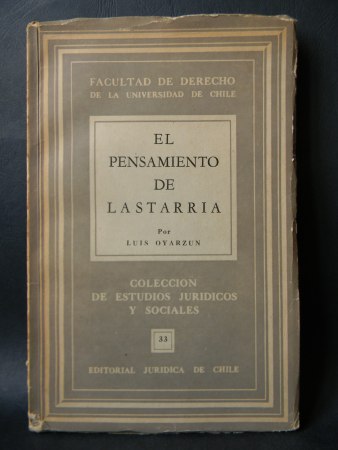 FACULTAD DE DERECHO
DE LA UNIVERSIDAD DE CHILE
EL
PENSAMIENTO
DE
LASTARRIA
Por
LUIS OYARZUN
COLECCION
DE ESTUDIOS JURIDICOS
Y SOCIALES
33
EDITORIAL JURIDICA DE CHILE